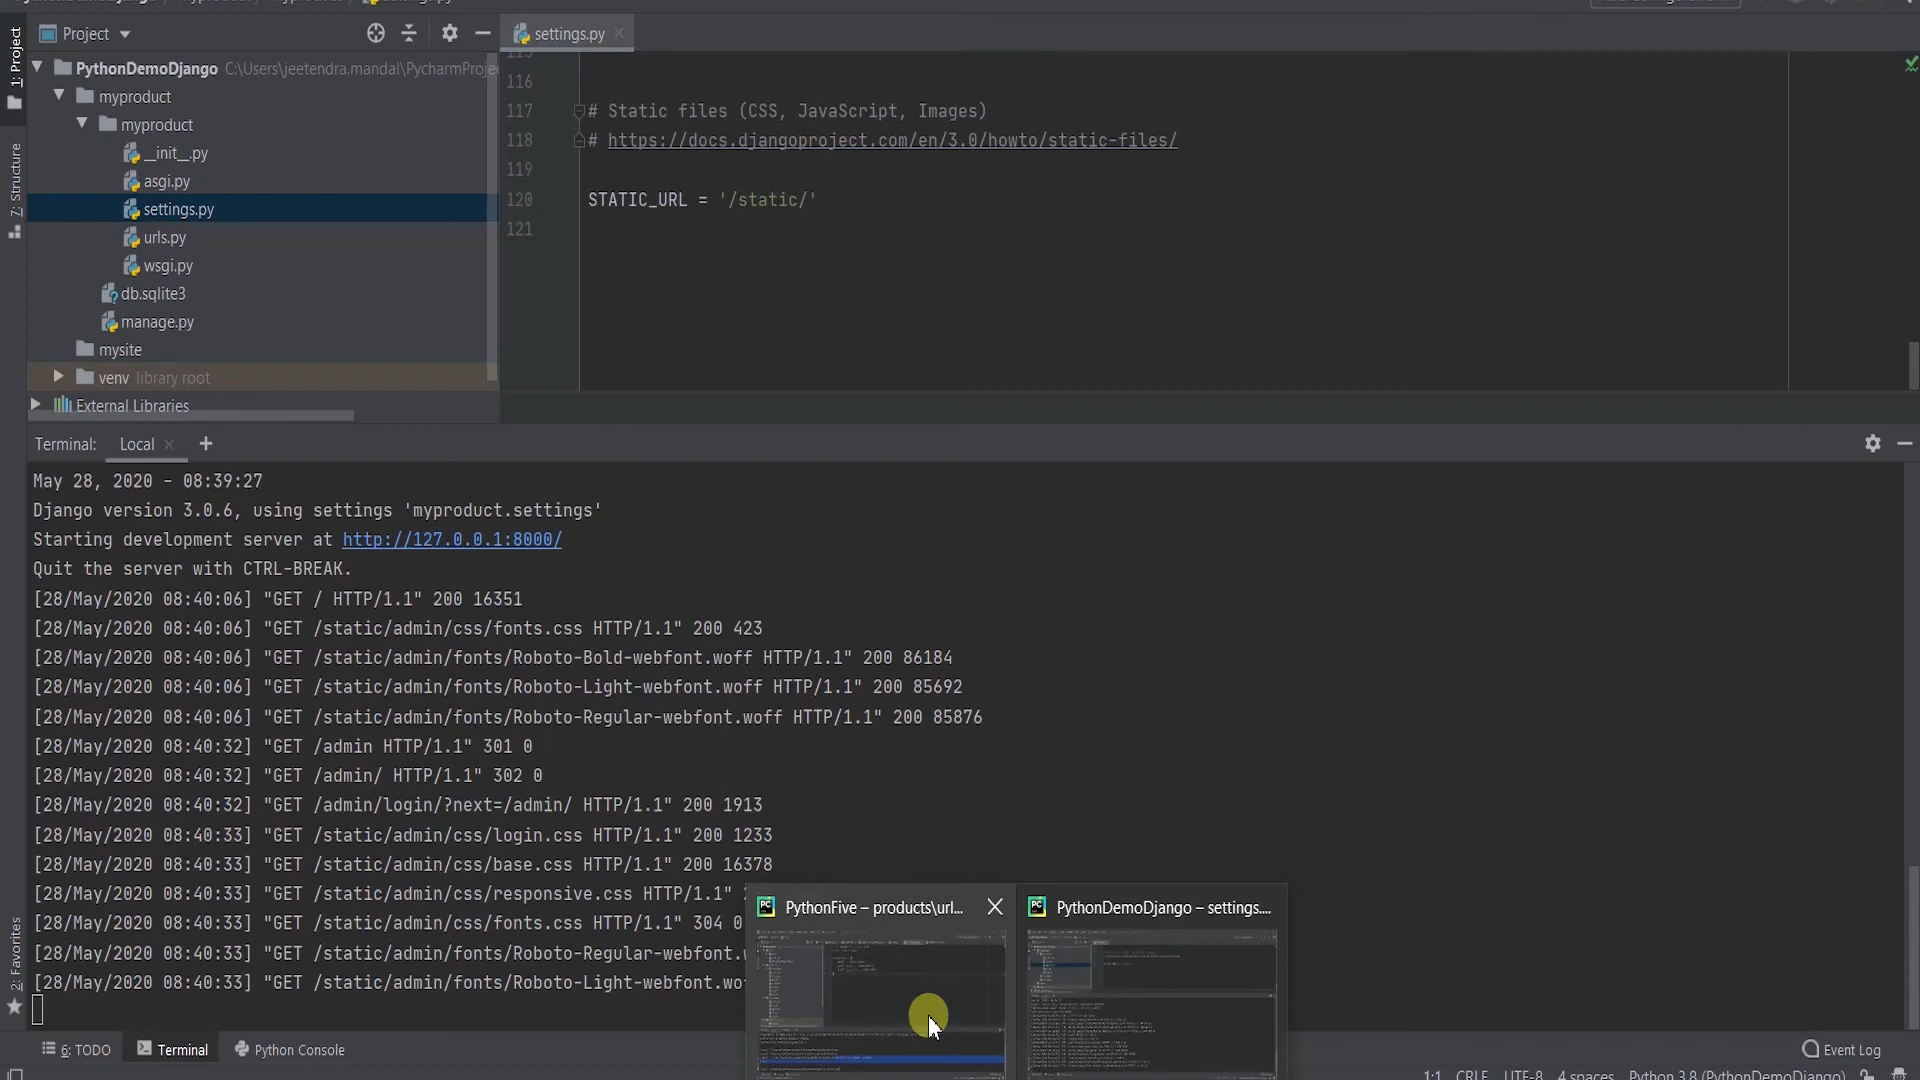 Project
PythonDemoDjango C:\Users\jeetendra.mandal\PycharmProje
myproduct
myproduct
__init__.py
asgi.py
settings.py
urls.py
wsgi.py
db.sqlite3
manage.py
mysite
venv library root
External Libraries
1: Project
7: Structure
2: Favorites
settings.py
115
116
117 # Static files (CSS, JavaScript, Images)
118 # https://docs.djangoproject.com/en/3.0/howto/static-files/
119
120 STATIC_URL = '/static/'
121
Terminal: Local +
May 28, 2020 - 08:39:27
Django version 3.0.6, using settings 'myproduct.settings'
Starting development server at http://127.0.0.1:8000/
Quit the server with CTRL-BREAK.
[28/May/2020 08:40:06] "GET / HTTP/1.1" 200 16351
[28/May/2020 08:40:06] "GET /static/admin/css/fonts.css HTTP/1.1" 200 423
[28/May/2020 08:40:06] "GET /static/admin/fonts/Roboto-Bold-webfont.woff HTTP/1.1" 200 86184
[28/May/2020 08:40:06] "GET /static/admin/fonts/Roboto-Light-webfont.woff HTTP/1.1" 200 85692
[28/May/2020 08:40:06] "GET /static/admin/fonts/Roboto-Regular-webfont.woff HTTP/1.1" 200 85876
[28/May/2020 08:40:32] "GET /admin HTTP/1.1" 301 0
[28/May/2020 08:40:32] "GET /admin/ HTTP/1.1" 302 0
[28/May/2020 08:40:32] "GET /admin/login/?next=/admin/ HTTP/1.1" 200 1913
[28/May/2020 08:40:33] "GET /static/admin/css/login.css HTTP/1.1" 200 1233
[28/May/2020 08:40:33] "GET /static/admin/css/base.css HTTP/1.1" 200 16378
[28/May/2020 08:40:33] "GET /static/admin/css/responsive.css HTTP/1.1"
[28/May/2020 08:40:33] "GET /static/admin/css/fonts.css HTTP/1.1" 304 0
[28/May/2020 08:40:33] "GET /static/admin/fonts/Roboto-Regular-webfont.w
[28/May/2020 08:40:33] "GET /static/admin/fonts/Roboto-Light-webfont.wo
PC PythonFive – products\url...
PC PythonDemoDjango – settings....
6: TODO Terminal Python Console
Event Log
1:1 CRLF UTF-8 4 spaces Python 3.8 (PythonDemoDjango)